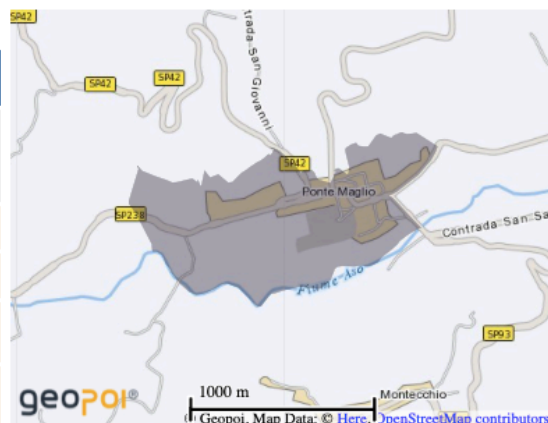 SP42
SP42
SP42
Contrada San Giovanni
SP42
Ponte Maglio
SP238
Contrada San Sa
Fiume Aso
SP93
Montecchio
geopoi®
1000 m
Geopoi, Map Data: © Here, OpenStreetMap contributors